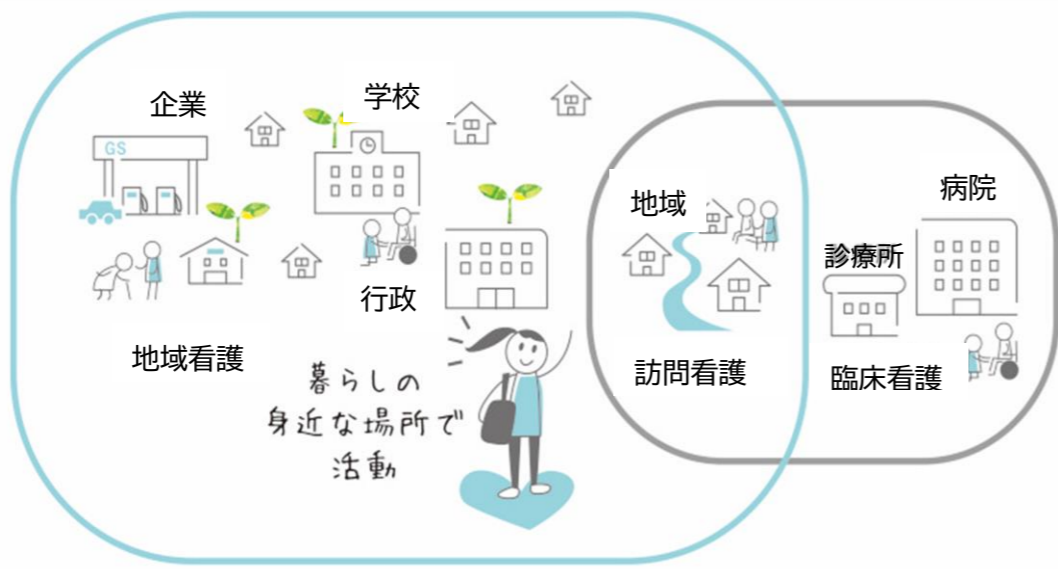 企業
学校
GS
地域
病院
診療所
行政
地域看護
訪問看護
臨床看護
暮らしの
身近な場所で
活動